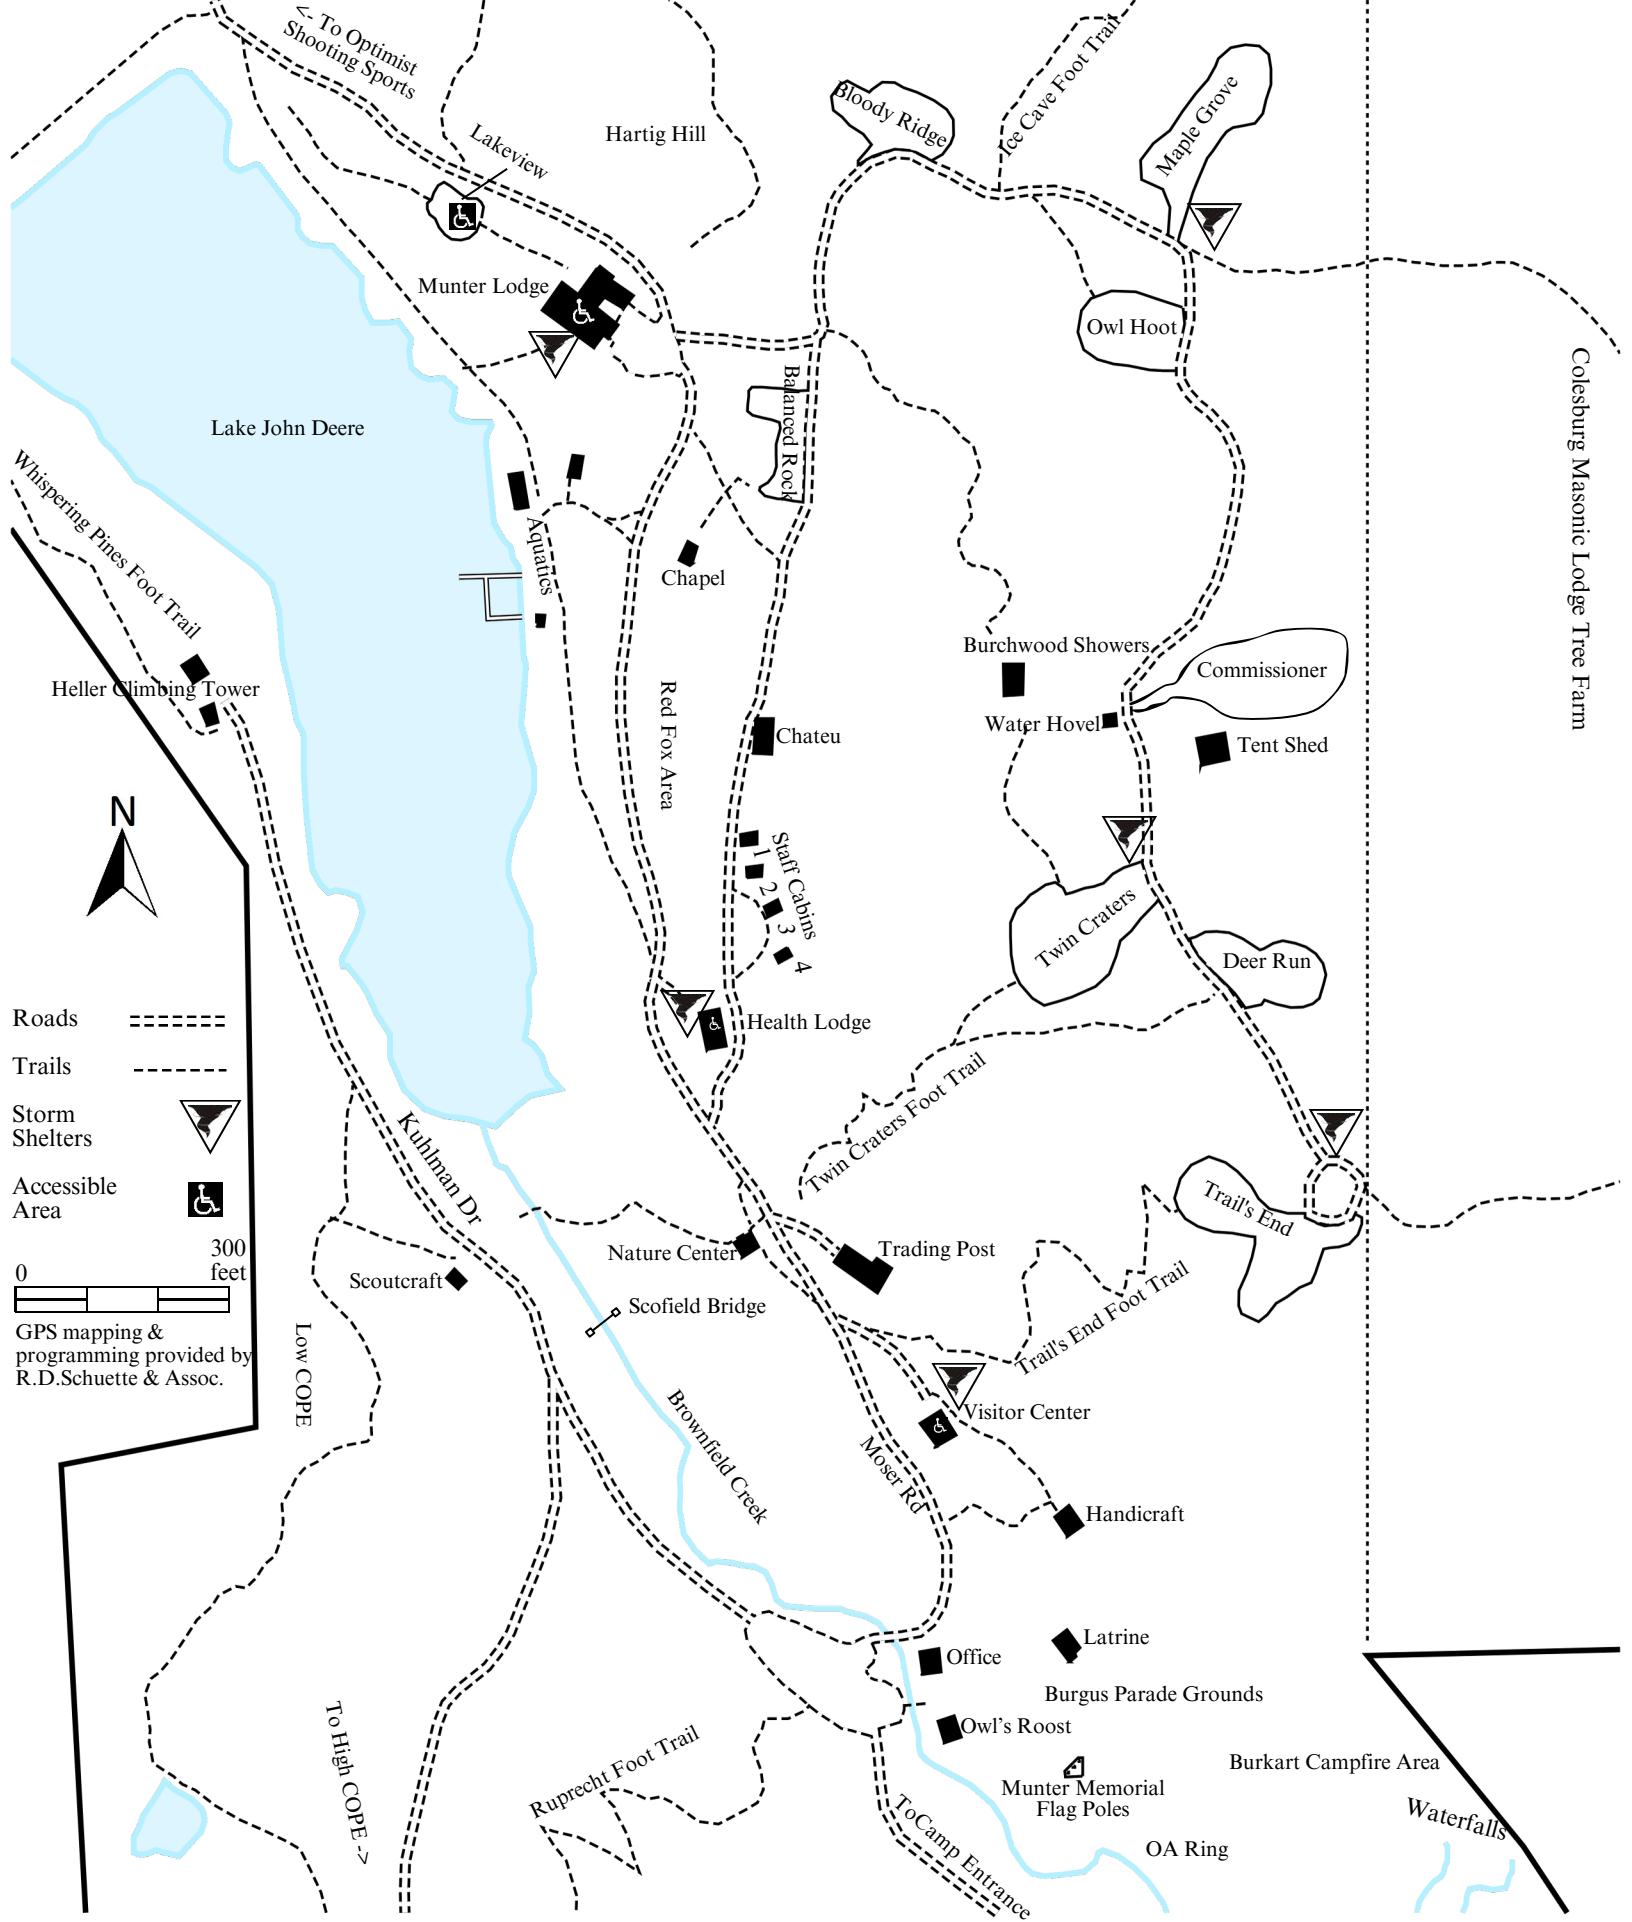 <- To Optimist
Shooting Sports
Lakeview
Hartig Hill
Bloody Ridge
Ice Cave Foot Trail
Maple Grove
Munter Lodge
Owl Hoot
Balanced Rock
Colesburg Masonic Lodge Tree Farm
Lake John Deere
Whispering Pines Foot Trail
Aquatics
Chapel
Burchwood Showers
Commissioner
Heller Climbing Tower
Red Fox Area
Water Hovel
Chateu
Tent Shed
N
Staff Cabins
1
2
3
4
Twin Craters
Deer Run
Health Lodge
Roads
Trails
Storm
Shelters
Accessible
Area
0
300
feet
GPS mapping &
programming provided by
R.D.Schuette & Assoc.
Kuhlman Dr
Twin Craters Foot Trail
Trail's End
Nature Center
Trading Post
Scoutcraft
Scofield Bridge
Trail's End Foot Trail
Low COPE
Brownfield Creek
Visitor Center
Moser Rd
Handicraft
Latrine
Office
Burgus Parade Grounds
Owl's Roost
To High COPE ->
Ruprecht Foot Trail
Burkart Campfire Area
Munter Memorial
Flag Poles
Waterfalls
OA Ring
ToCamp Entrance